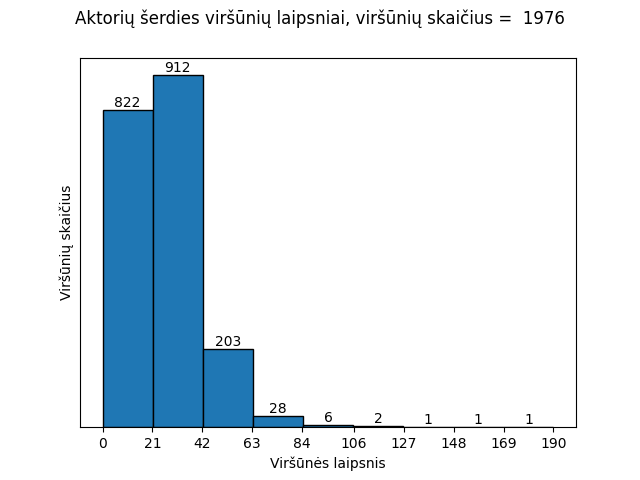 Aktorių šerdies viršūnių laipsniai, viršūnių skaičius =  1976
912
822
203
28
6
2
1
1
1
Viršūnių skaičius
0 21 42 63 84 106 127 148 169 190
Viršūnės laipsnis